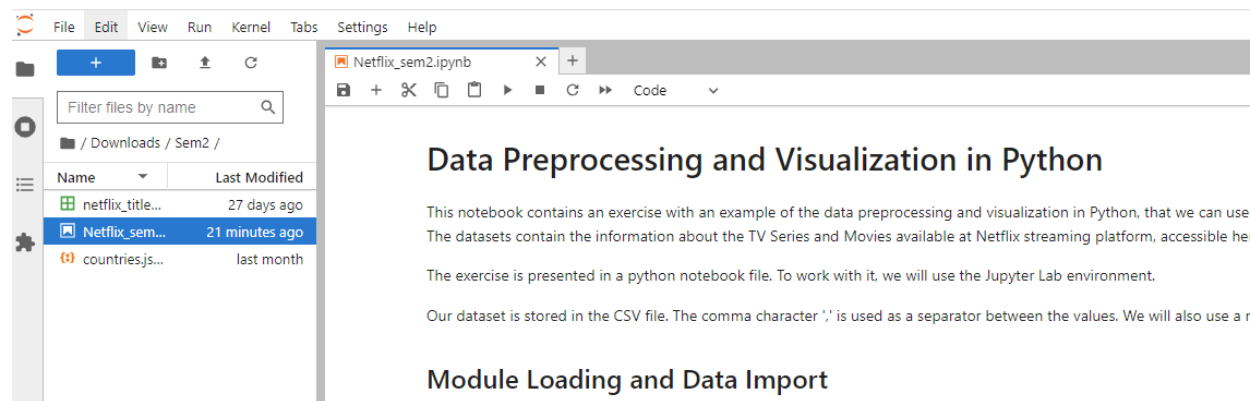 File Edit View Run Kernel Tabs Settings Help
Netflix_sem2.ipynb
Code
Filter files by name
/ Downloads / Sem2 /
Name Last Modified
netflix_title... 27 days ago
Netflix_sem... 21 minutes ago
countries.js... last month
Data Preprocessing and Visualization in Python
This notebook contains an exercise with an example of the data preprocessing and visualization in Python, that we can use
The datasets contain the information about the TV Series and Movies available at Netflix streaming platform, accessible he
The exercise is presented in a python notebook file. To work with it, we will use the Jupyter Lab environment.
Our dataset is stored in the CSV file. The comma character ',' is used as a separator between the values. We will also use a
Module Loading and Data Import